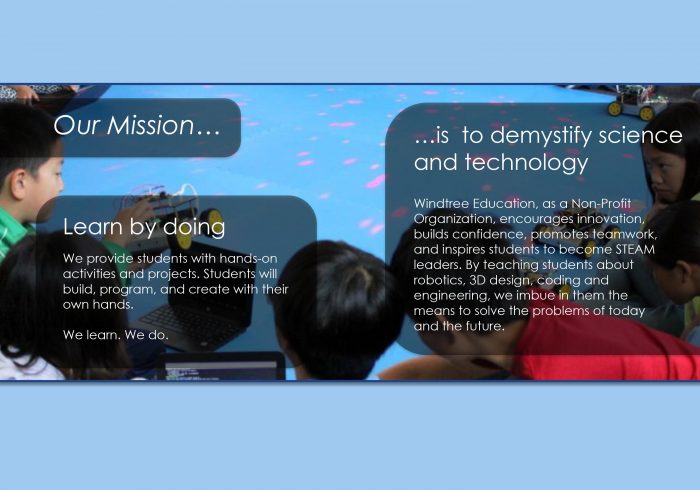 Our Mission…
…is  to demystify science
and technology
Learn by doing
We provide students with hands-on
activities and projects. Students will
build, program, and create with their
own hands.
We learn. We do.
Windtree Education, as a Non-Profit
Organization, encourages innovation,
builds confidence, promotes teamwork,
and inspires students to become STEAM
leaders. By teaching students about
robotics, 3D design, coding and
engineering, we imbue in them the
means to solve the problems of today
and the future.